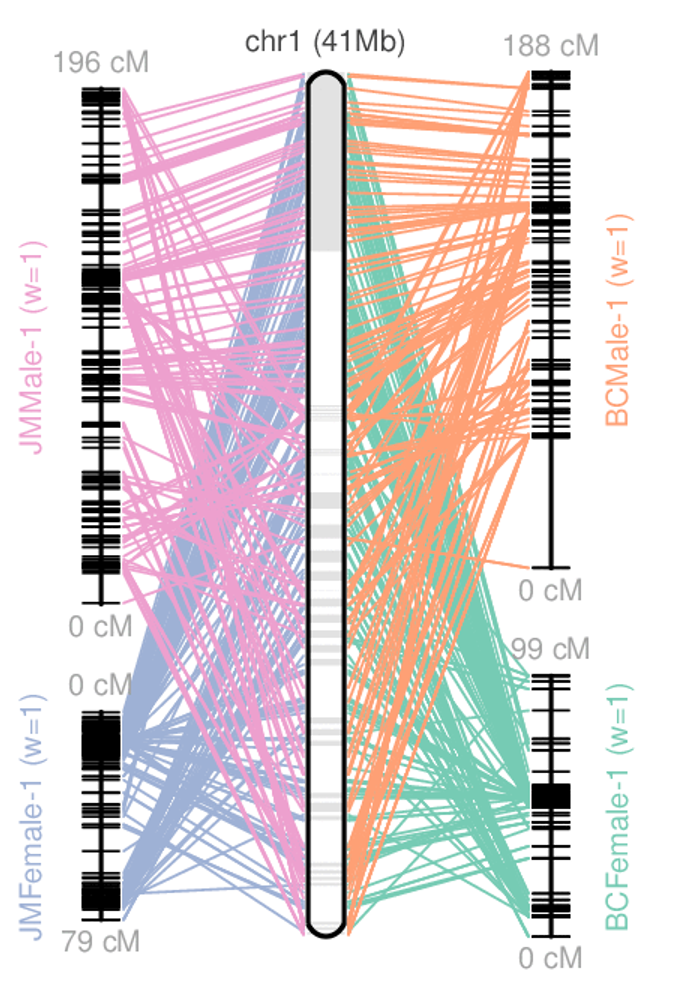 chr1 (41Mb)
196 cM
188 cM
JMMale-1 (w=1)
BCMale-1 (w=1)
0 cM
0 cM
0 cM
99 cM
JMFemale-1 (w=1)
BCFemale-1 (w=1)
79 cM
0 cM